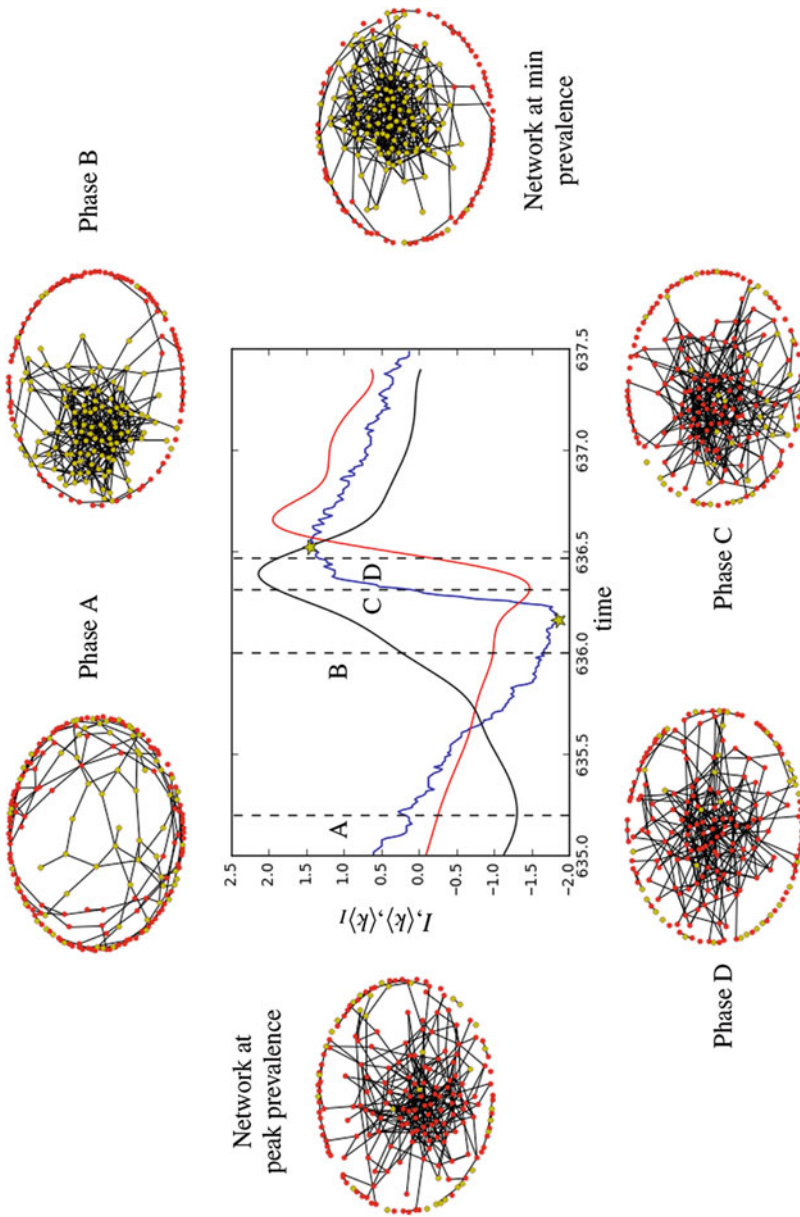 Phase A
Phase B
Network at
peak prevalence
Network at min
prevalence
I, ⟨k⟩, ⟨k⟩I
2.5
2.0
1.5
1.0
0.5
0.0
−0.5
−1.0
−1.5
−2.0
A
B
C
D
635.0
635.5
636.0
636.5
637.0
637.5
time
Phase D
Phase C